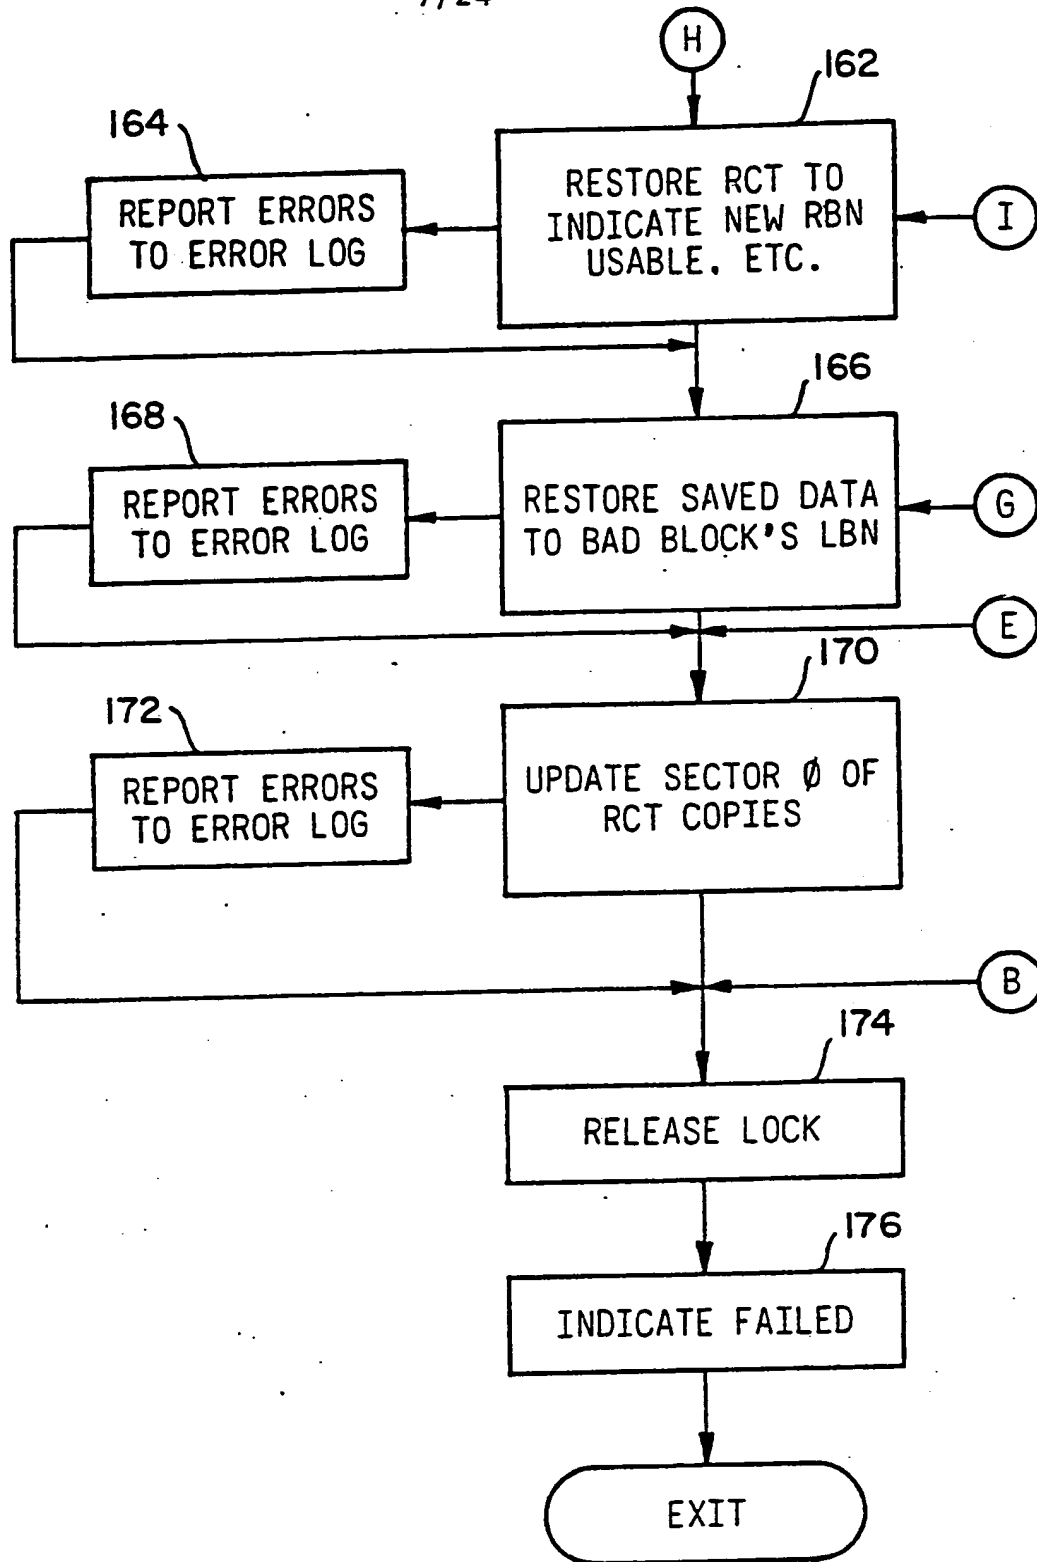 H
162
164
RESTORE RCT TO
INDICATE NEW RBN
USABLE. ETC.
REPORT ERRORS
TO ERROR LOG
I
166
168
RESTORE SAVED DATA
TO BAD BLOCK'S LBN
REPORT ERRORS
TO ERROR LOG
G
E
170
172
UPDATE SECTOR Ø OF
RCT COPIES
REPORT ERRORS
TO ERROR LOG
B
174
RELEASE LOCK
176
INDICATE FAILED
EXIT